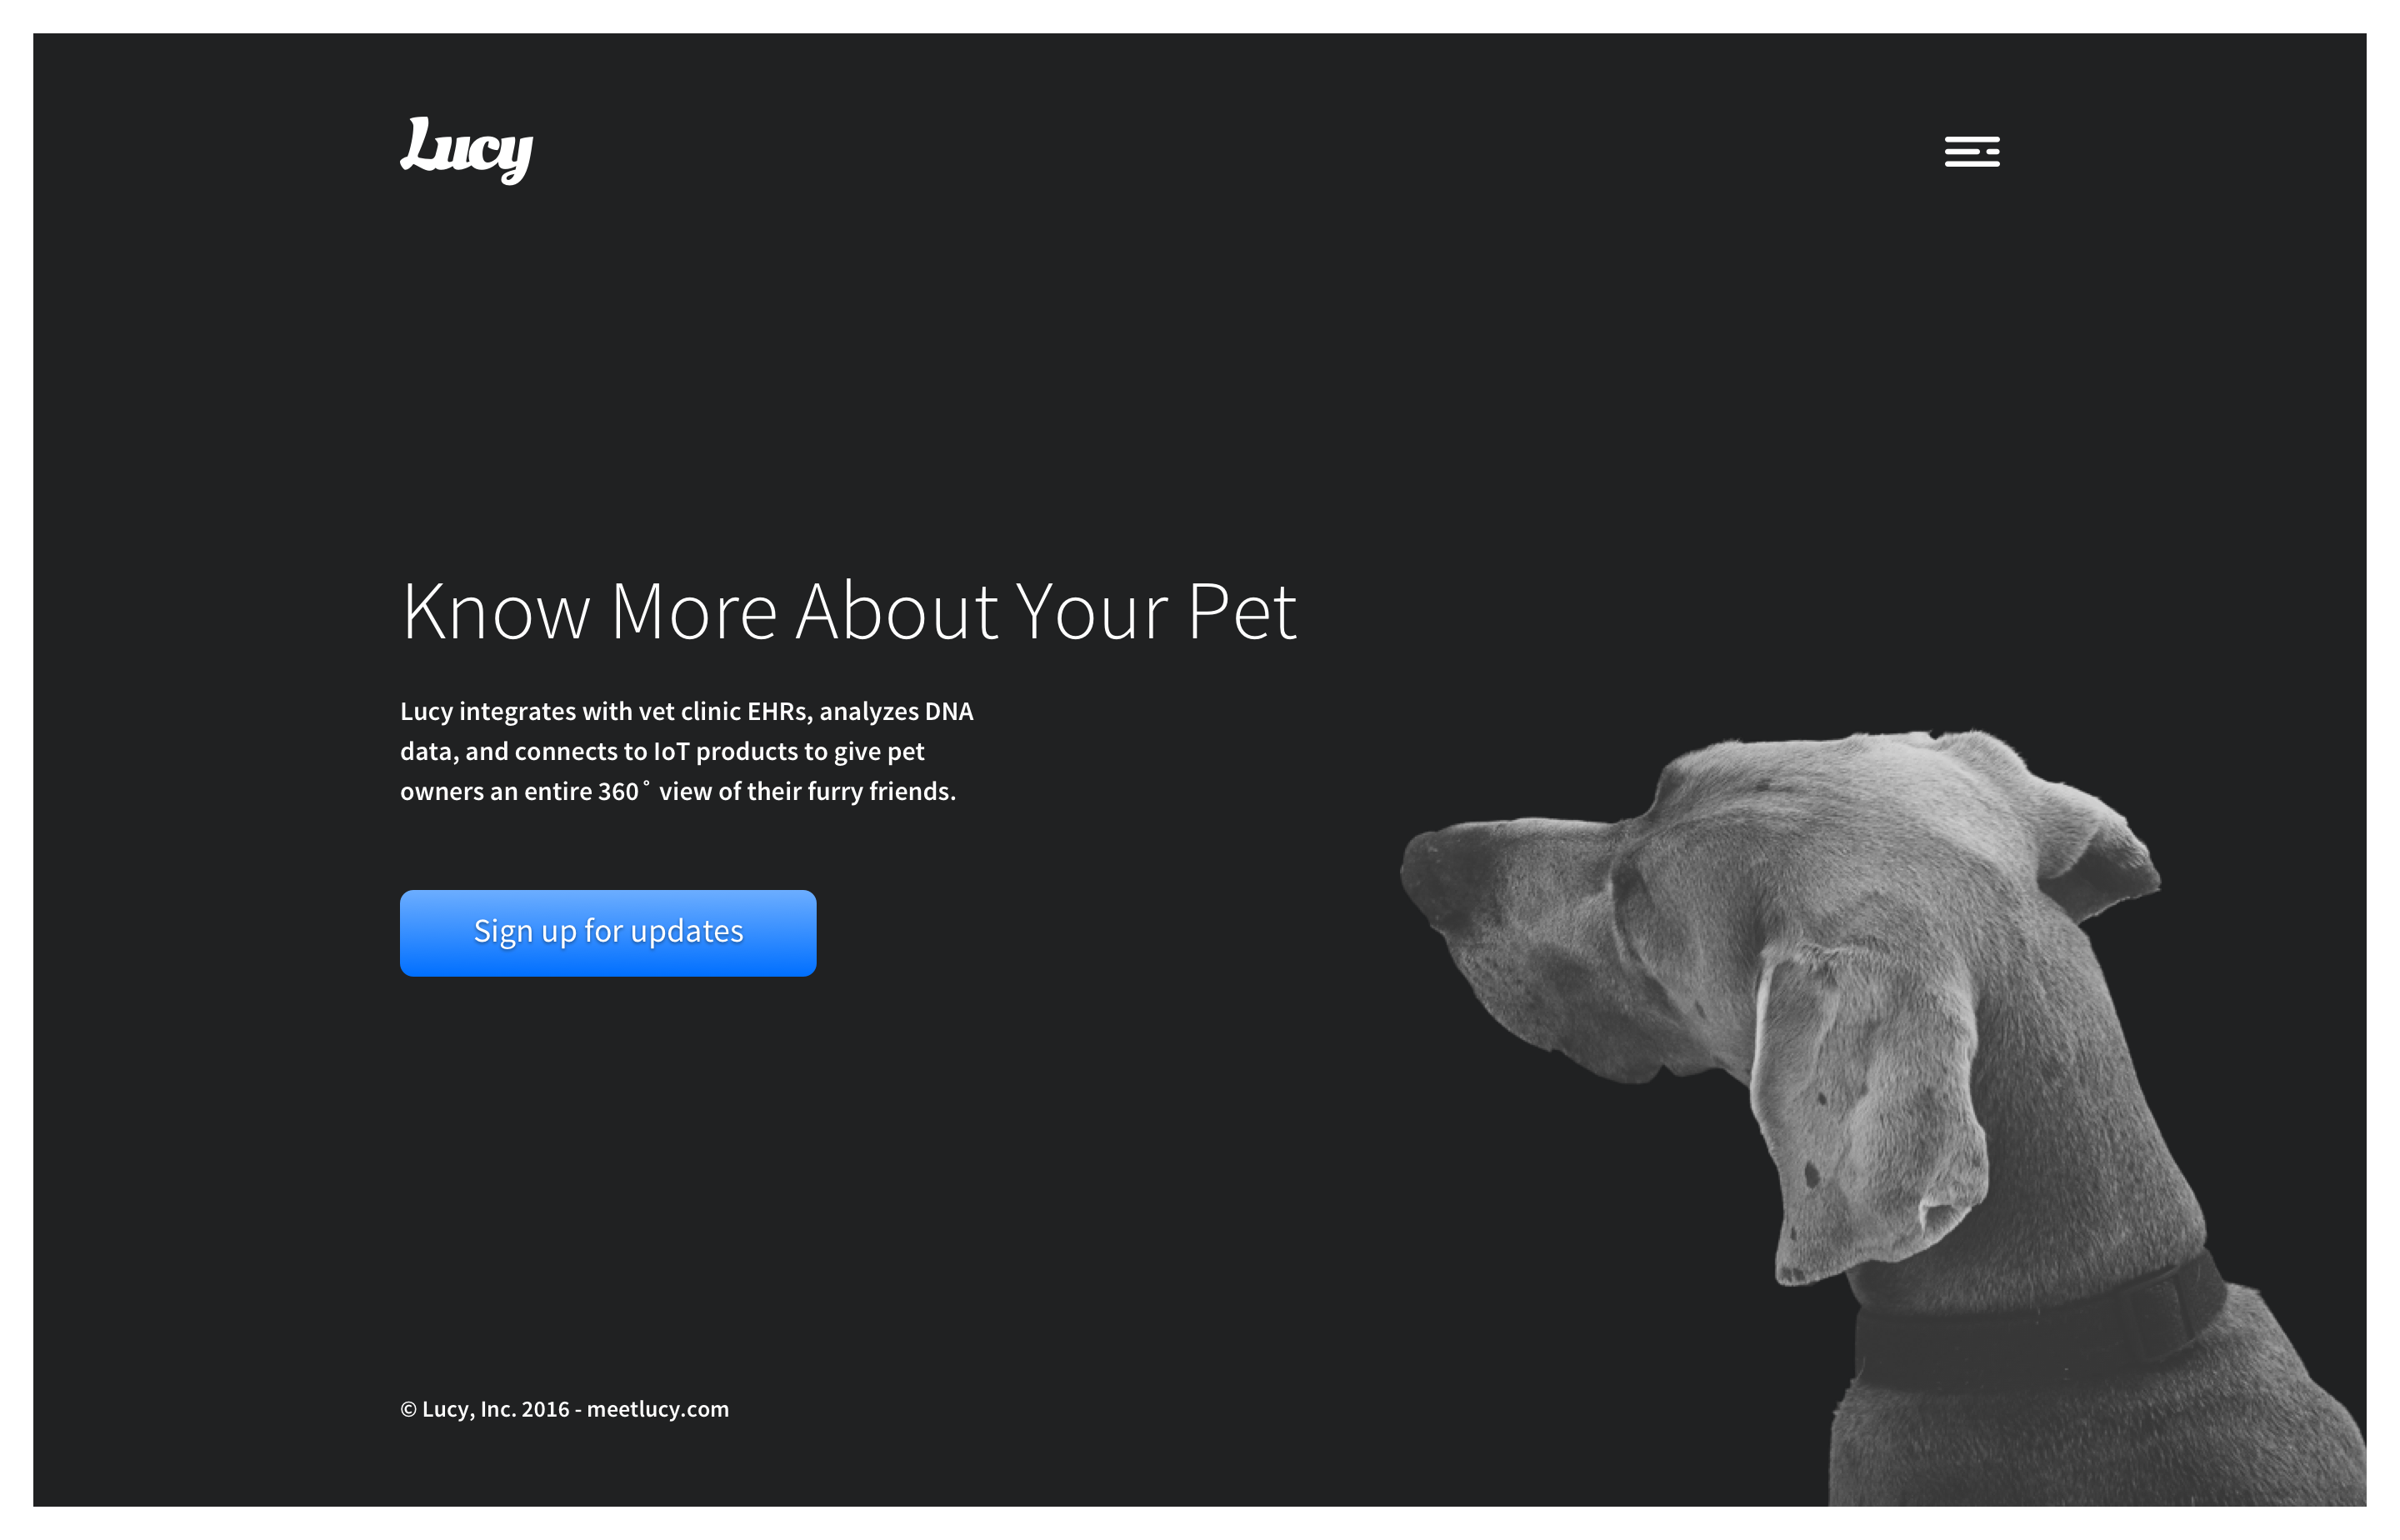 Lucy
Know More About Your Pet
Lucy integrates with vet clinic EHRs, analyzes DNA
data, and connects to IoT products to give pet
owners an entire 360˚ view of their furry friends.
Sign up for updates
© Lucy, Inc. 2016 - meetlucy.com